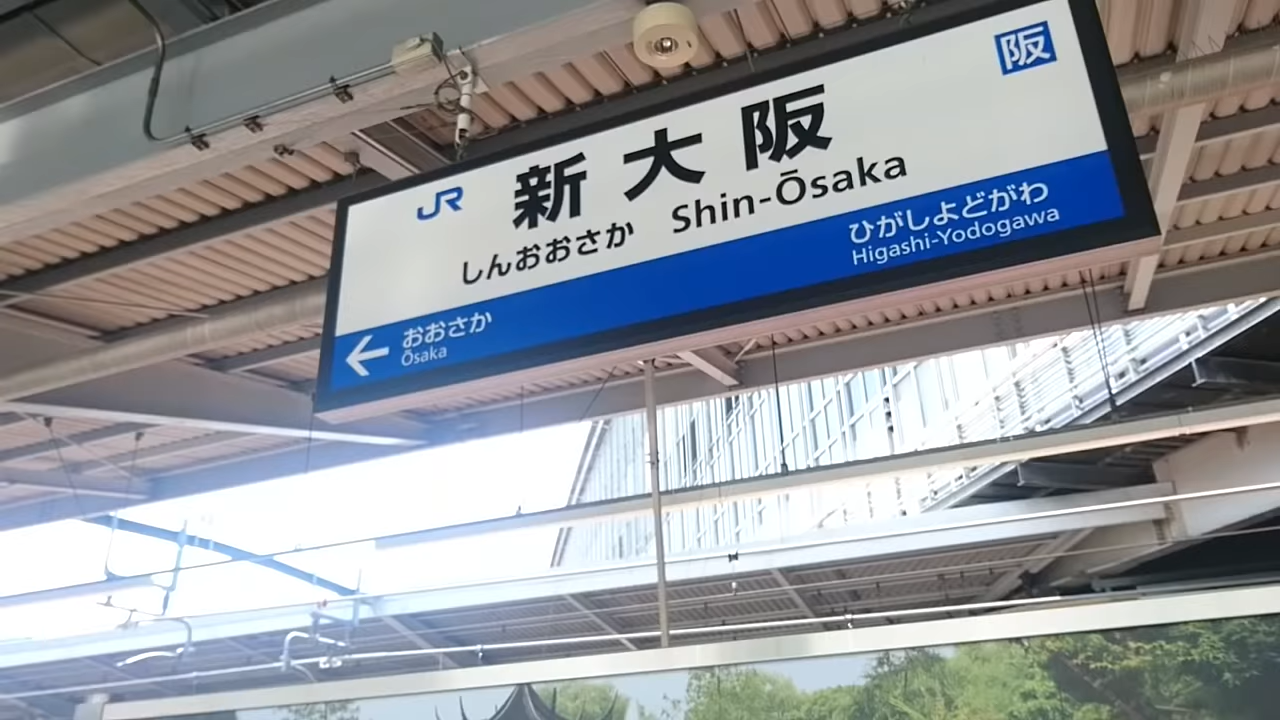 阪
JR 新大阪
しんおおさか Shin-Ōsaka
ひがしよどがわ
Higashi-Yodogawa
← おおさか
Ōsaka